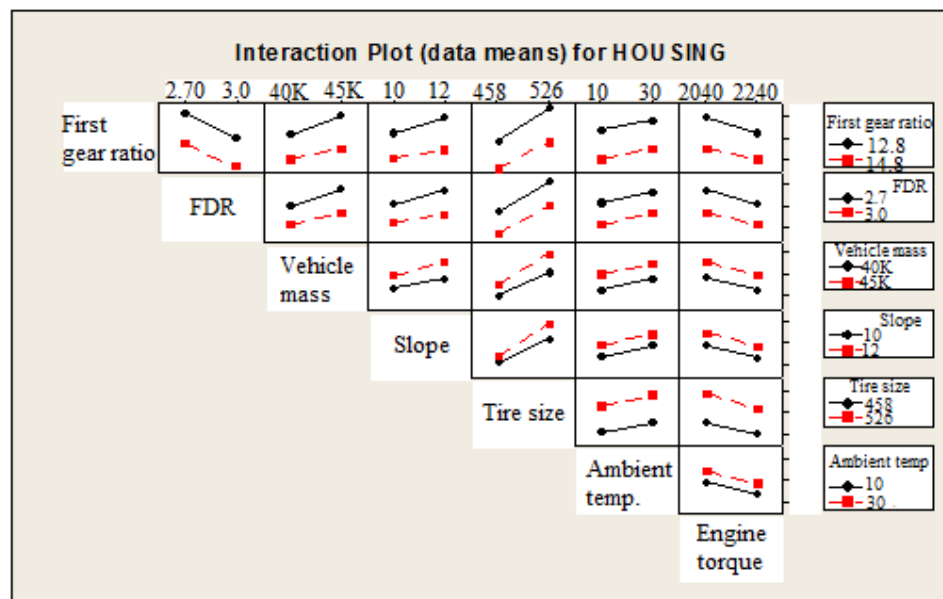 Interaction Plot (data means) for HOUSING
2.70 3.0 40K 45K 10 12 458 526 10 30 2040 2240
First
gear ratio
First gear ratio
12.8
14.8
FDR
FDR
2.7
3.0
Vehicle
mass
Vehicle mass
40K
45K
Slope
Slope
10
12
Tire size
Tire size
458
526
Ambient
temp.
Ambient temp
10
30
Engine
torque